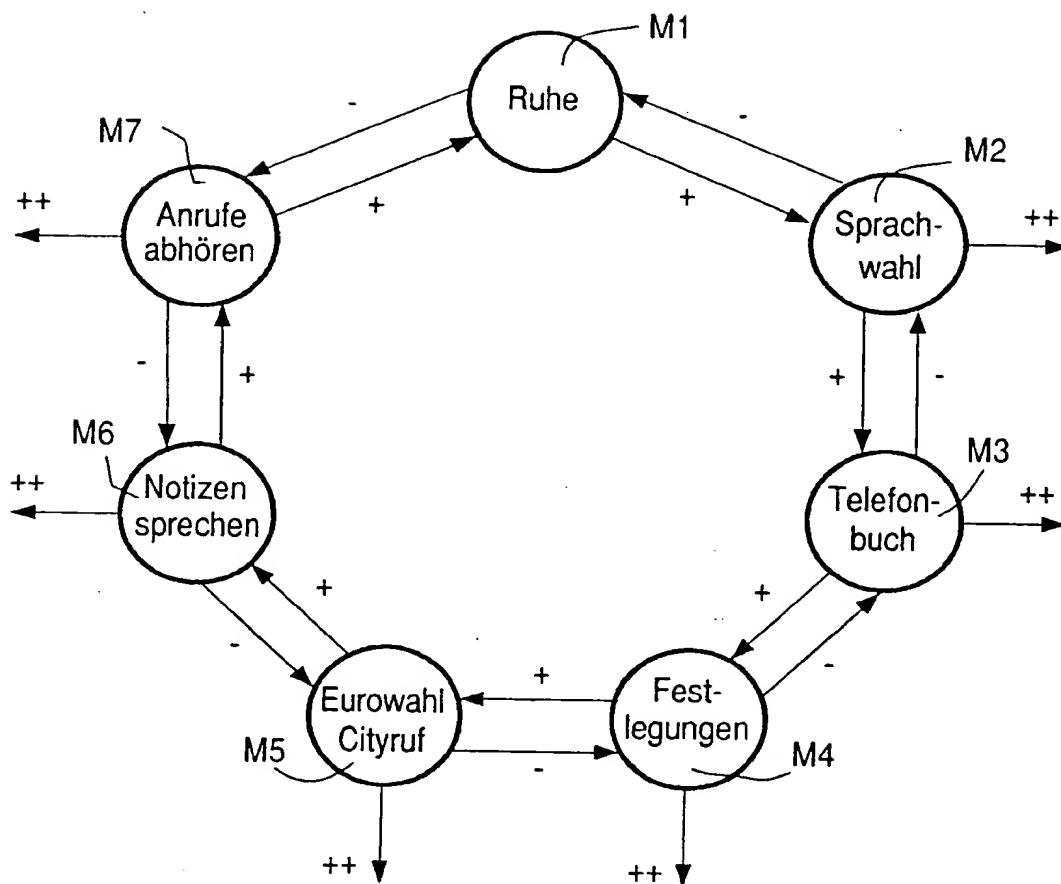 M1
Ruhe
-
-
M7
M2
+
+
++
Anrufe
abhören
Sprach-
wahl
++
-
+
+
-
M6
M3
++
Notizen
sprechen
Telefon-
buch
++
+
+
-
-
Eurowahl
Cityruf
+
Fest-
legungen
-
M5
M4
++
++